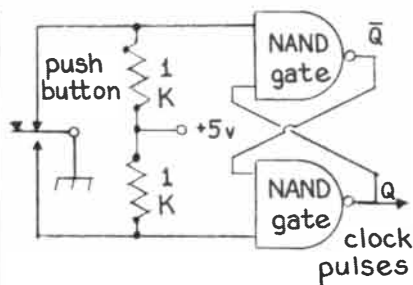 push
button
1
K
+5v
1
K
NAND
gate
Q̅
NAND
gate
Q
clock
pulses